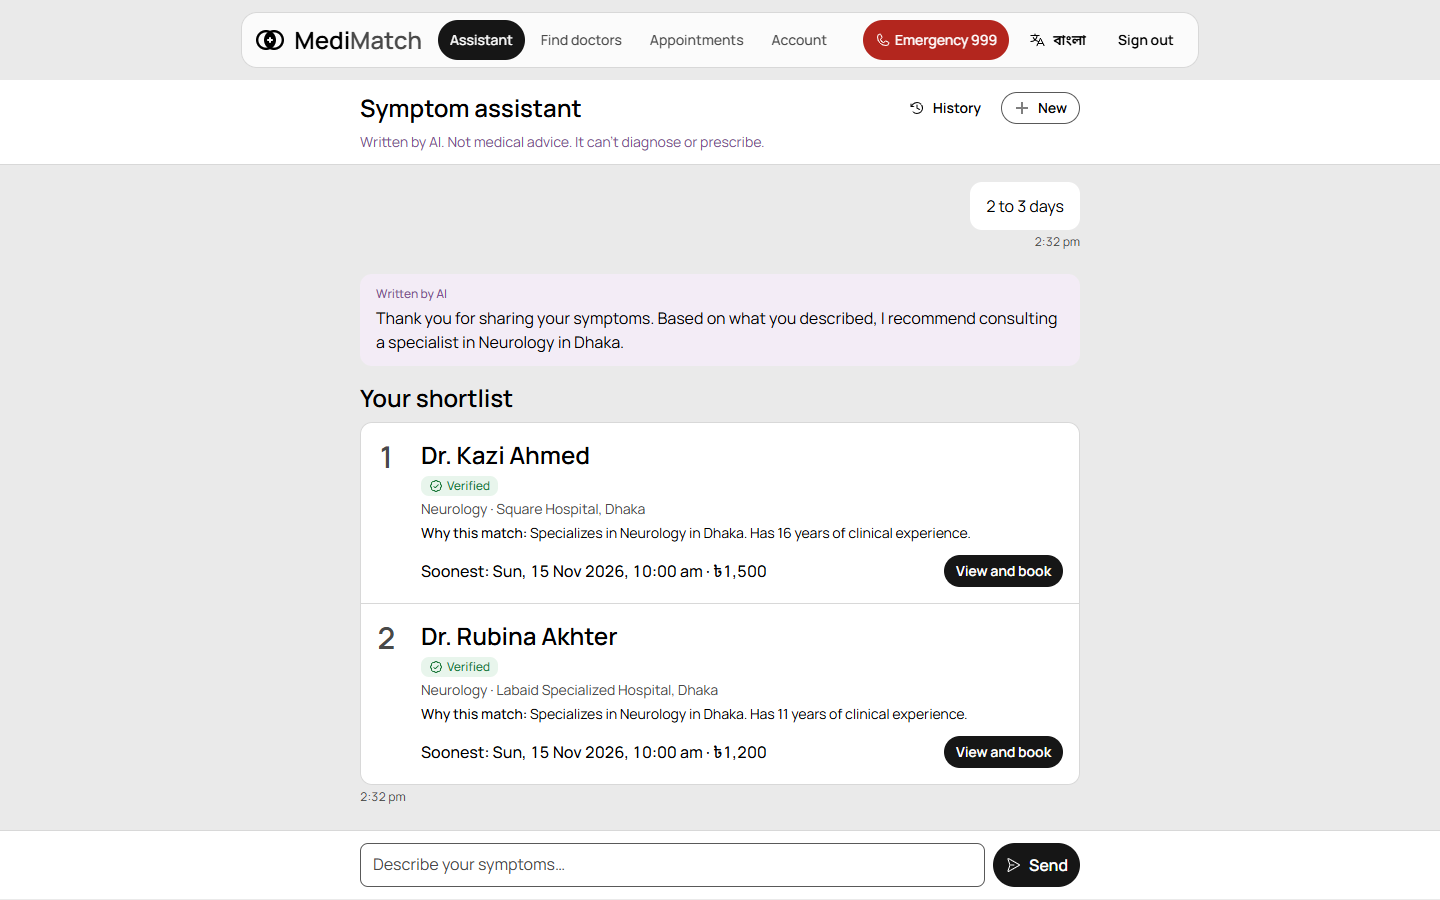 MediMatch Assistant Find doctors Appointments Account Emergency 999 বাংলা Sign out
Symptom assistant History New
Written by AI. Not medical advice. It can't diagnose or prescribe.
2 to 3 days
2:32 pm
Written by AI
Thank you for sharing your symptoms. Based on what you described, I recommend consulting
a specialist in Neurology in Dhaka.
Your shortlist
1 Dr. Kazi Ahmed
Verified
Neurology · Square Hospital, Dhaka
Why this match: Specializes in Neurology in Dhaka. Has 16 years of clinical experience.
Soonest: Sun, 15 Nov 2026, 10:00 am · ৳1,500 View and book
2 Dr. Rubina Akhter
Verified
Neurology · Labaid Specialized Hospital, Dhaka
Why this match: Specializes in Neurology in Dhaka. Has 11 years of clinical experience.
Soonest: Sun, 15 Nov 2026, 10:00 am · ৳1,200 View and book
2:32 pm
Describe your symptoms... Send